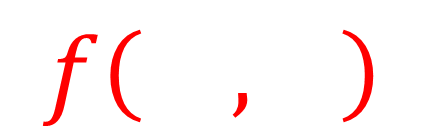 f( , )